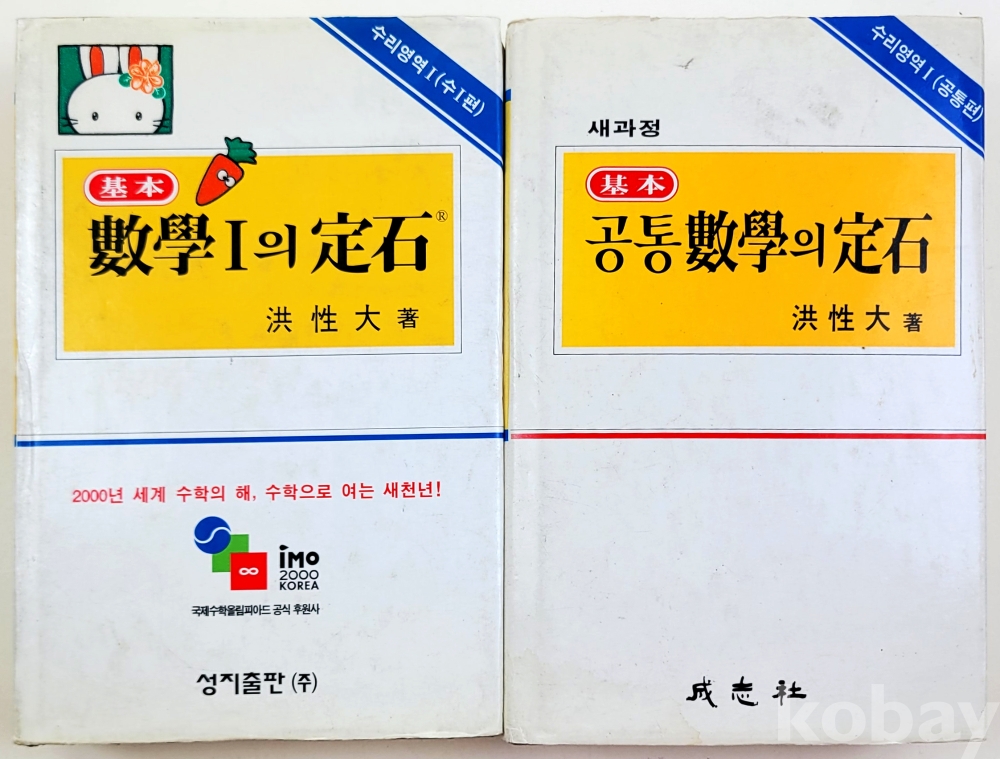 수리영역 I (수 I 편)
基本
數學 I 의 定石®
洪性大 著
2000년 세계 수학의 해, 수학으로 여는 새천년!
imo
2000
KOREA
국제수학올림피아드 공식 후원사
성지출판 (주)
수리영역 I (공통편)
새과정
基本
공통 數學의 定石
洪性大 著
成志社
kobay